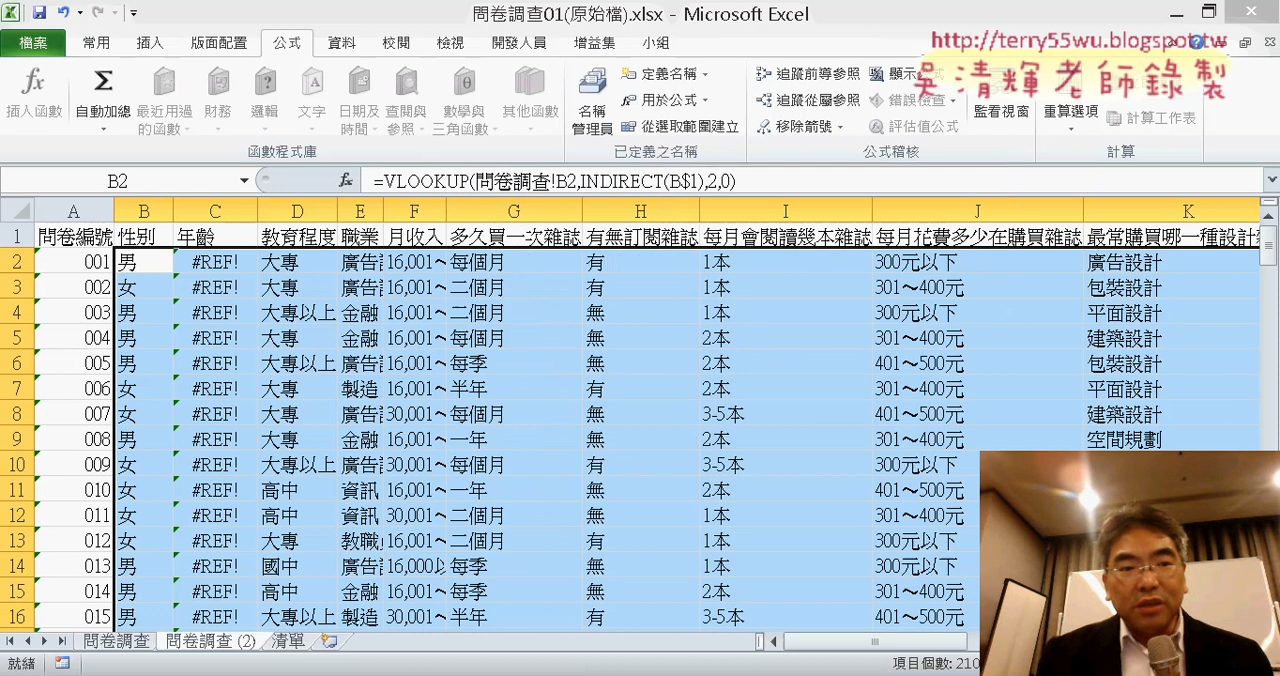 問卷調查01(原始檔).xlsx - Microsoft Excel
檔案 常用 插入 版面配置 公式 資料 校閱 檢視 開發人員 增益集 小組
http://terry55wu.blogspot.tw
吳清輝老師錄製
插入函數 自動加總 最近用過的函數 財務 邏輯 文字 日期及時間 查閱與參照 數學與三角函數 其他函數
函數程式庫
名稱管理員 定義名稱 用於公式 從選取範圍建立
已定義之名稱
追蹤前導參照 追蹤從屬參照 移除箭號 顯示公式 錯誤檢查 評估值公式 監看視窗
公式稽核
重算選項 計算工作表
計算
B2 fx =VLOOKUP(問卷調查!B2,INDIRECT(B$1),2,0)
A B C D E F G H I J K
1 問卷編號 性別 年齡 教育程度 職業 月收入 多久買一次雜誌 有無訂閱雜誌 每月會閱讀幾本雜誌 每月花費多少在購買雜誌 最常購買哪一種設計
2 001 男 #REF! 大專 廣告 16,001～ 每個月 有 1本 300元以下 廣告設計
3 002 女 #REF! 大專 廣告 16,001～ 二個月 有 1本 301～400元 包裝設計
4 003 男 #REF! 大專以上 金融 16,001～ 二個月 無 1本 300元以下 平面設計
5 004 男 #REF! 大專 金融 16,001～ 每個月 無 2本 301～400元 建築設計
6 005 男 #REF! 大專以上 廣告 16,001～ 每季 無 2本 401～500元 包裝設計
7 006 女 #REF! 大專 製造 16,001～ 半年 有 2本 301～400元 平面設計
8 007 女 #REF! 大專 廣告 30,001～ 每個月 無 3-5本 401～500元 建築設計
9 008 男 #REF! 大專 金融 16,001～ 一年 無 2本 301～400元 空間規劃
10 009 女 #REF! 大專以上 廣告 30,001～ 每個月 有 3-5本 300元以下
11 010 女 #REF! 高中 資訊 16,001～ 一年 無 2本 401～500元
12 011 女 #REF! 高中 資訊 30,001～ 二個月 無 1本 301～400元
13 012 女 #REF! 大專 教職 16,001～ 二個月 有 1本 300元以下
14 013 男 #REF! 國中 廣告 16,000以 每季 無 1本 300元以下
15 014 男 #REF! 高中 金融 16,001～ 每季 無 2本 401～500元
16 015 男 #REF! 大專以上 製造 30,001～ 半年 有 3-5本 401～500元
問卷調查 問卷調查 (2) 清單
就緒 項目個數: 210